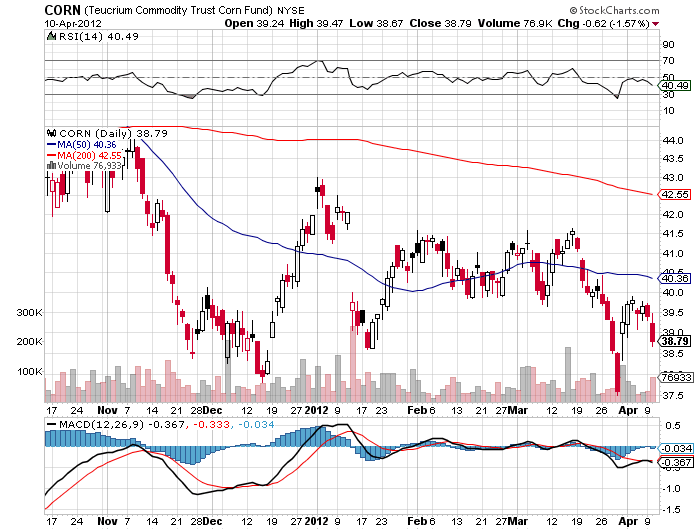 CORN (Teucrium Commodity Trust Corn Fund) NYSE © StockCharts.com
10-Apr-2012 Open 39.24 High 39.47 Low 38.67 Close 38.79 Volume 76.9K Chg -0.62 (-1.57%)
RSI(14) 40.49
90
70
50
40.49
30
10
CORN (Daily) 38.79
MA(50) 40.36
MA(200) 42.55
Volume 76,933
44.0
43.5
43.0
42.55
42.0
41.5
41.0
40.5
40.36
40.0
39.5
39.0
38.79
38.5
38.0
37.5
300K
200K
100K
76933
17 24 Nov 7 14 21 28 Dec 12 19 27 2012 9 17 23 Feb 6 13 21 27 Mar 12 19 26 Apr 9
MACD(12,26,9) -0.367, -0.333, -0.034
0.5
-0.034
-0.367
-1.0
-1.5
17 24 Nov 7 14 21 28 Dec 12 19 27 2012 9 17 23 Feb 6 13 21 27 Mar 12 19 26 Apr 9